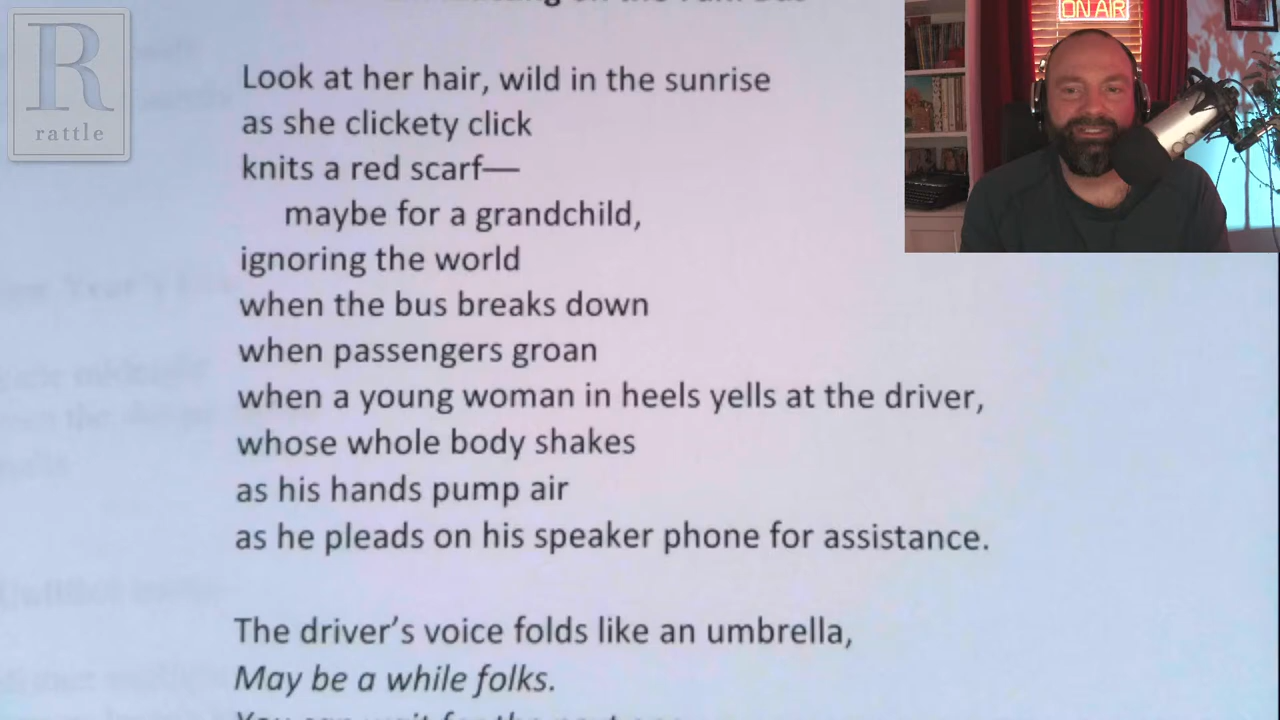 rattle
ON AIR
Look at her hair, wild in the sunrise
as she clickety click
knits a red scarf—
maybe for a grandchild,
ignoring the world
when the bus breaks down
when passengers groan
when a young woman in heels yells at the driver,
whose whole body shakes
as his hands pump air
as he pleads on his speaker phone for assistance.
The driver’s voice folds like an umbrella,
May be a while folks.